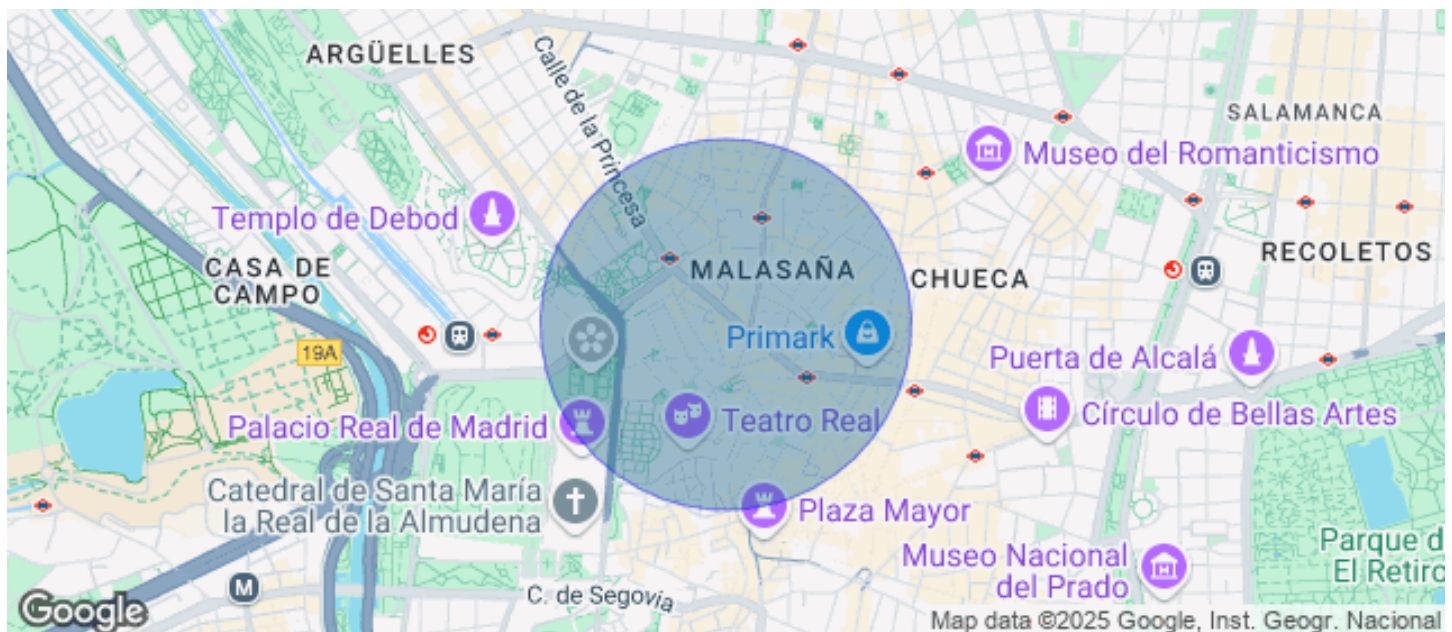 ARGÜELLES
Calle de la Princesa
SALAMANCA
Museo del Romanticismo
Templo de Debod
CASA DE
CAMPO
MALASAÑA
CHUECA
RECOLETOS
19A
Primark
Puerta de Alcalá
Palacio Real de Madrid
Teatro Real
Círculo de Bellas Artes
Catedral de Santa María
la Real de la Almudena
Plaza Mayor
Museo Nacional
del Prado
Parque d
El Retiro
M
C. de Segovia
Google
Map data ©2025 Google, Inst. Geogr. Nacional